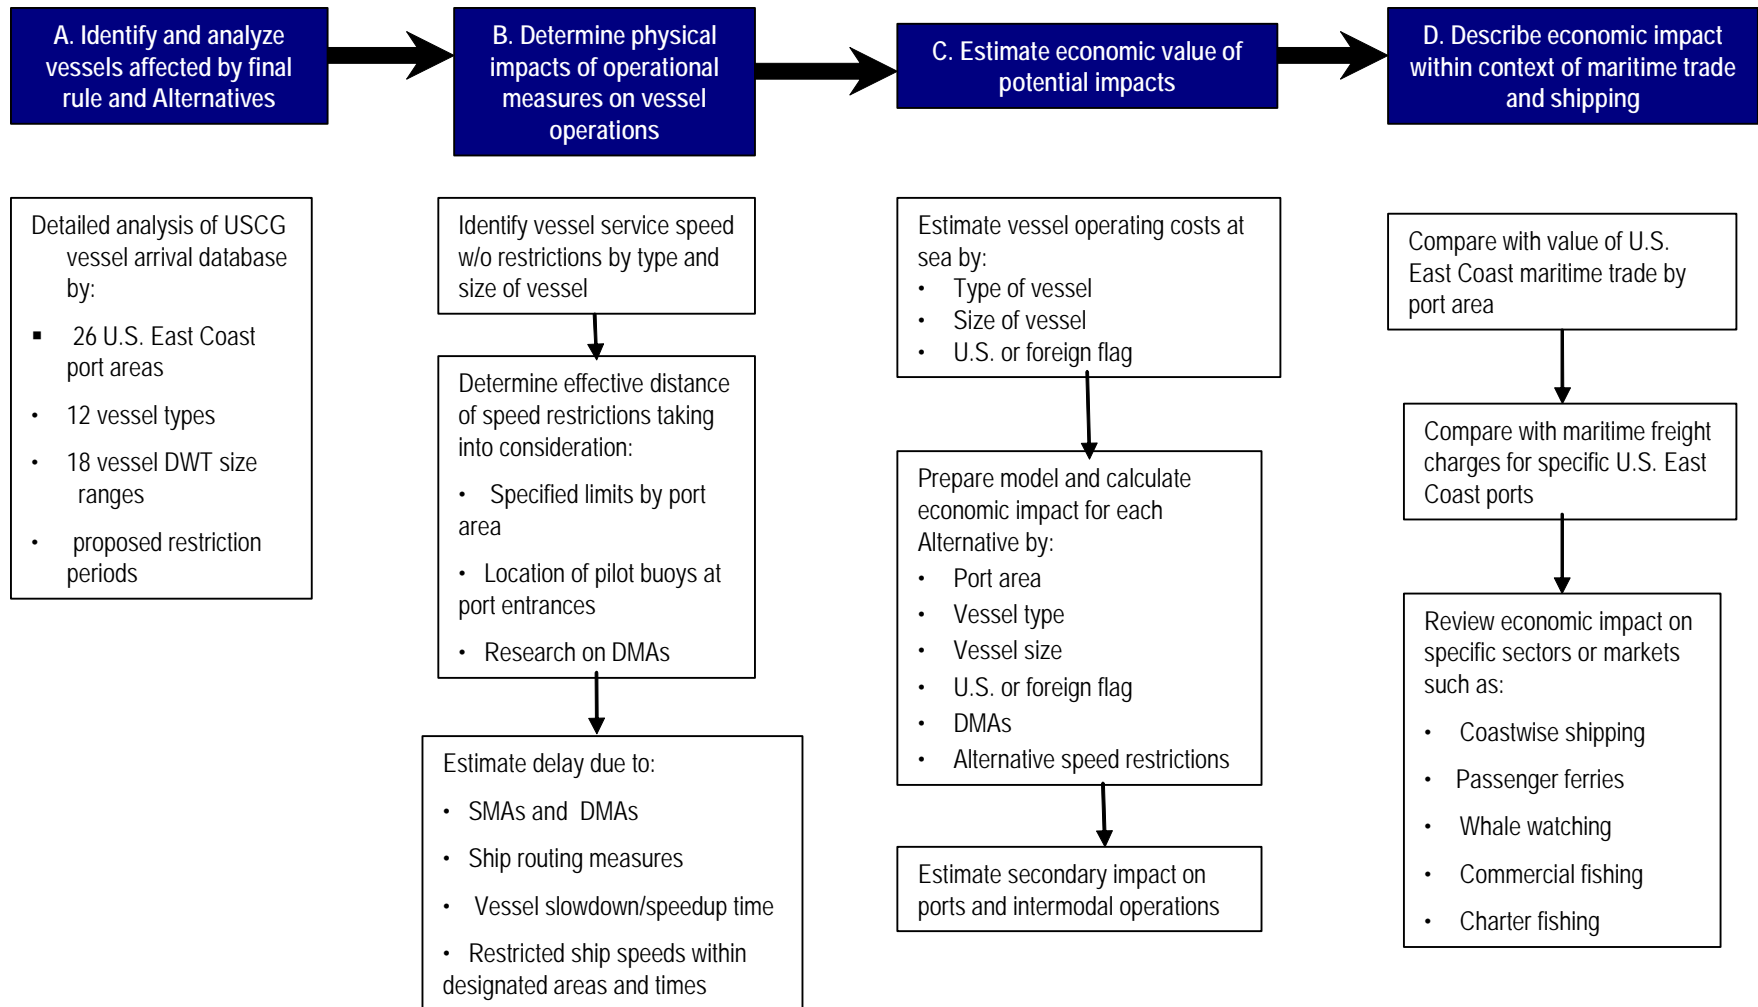 A. Identify and analyze
vessels affected by final
rule and Alternatives
B. Determine physical
impacts of operational
measures on vessel
operations
C. Estimate economic value of
potential impacts
D. Describe economic impact
within context of maritime trade
and shipping
Detailed analysis of USCG
vessel arrival database
by:
▪ 26 U.S. East Coast
port areas
• 12 vessel types
• 18 vessel DWT size
ranges
• proposed restriction
periods
Identify vessel service speed
w/o restrictions by type and
size of vessel
Determine effective distance
of speed restrictions taking
into consideration:
• Specified limits by port
area
• Location of pilot buoys at
port entrances
• Research on DMAs
Estimate delay due to:
• SMAs and DMAs
• Ship routing measures
• Vessel slowdown/speedup time
• Restricted ship speeds within
designated areas and times
Estimate vessel operating costs at
sea by:
• Type of vessel
• Size of vessel
• U.S. or foreign flag
Prepare model and calculate
economic impact for each
Alternative by:
• Port area
• Vessel type
• Vessel size
• U.S. or foreign flag
• DMAs
• Alternative speed restrictions
Estimate secondary impact on
ports and intermodal operations
Compare with value of U.S.
East Coast maritime trade by
port area
Compare with maritime freight
charges for specific U.S. East
Coast ports
Review economic impact on
specific sectors or markets
such as:
• Coastwise shipping
• Passenger ferries
• Whale watching
• Commercial fishing
• Charter fishing